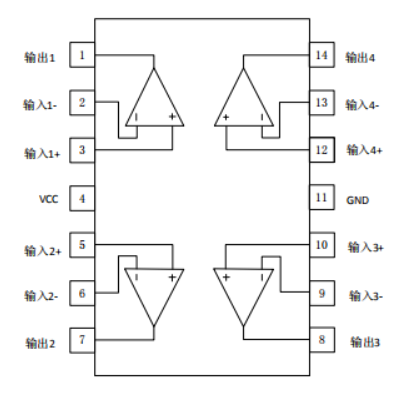 输出1 1 14 输出4
输入1- 2 13 输入4-
输入1+ 3 12 输入4+
VCC 4 11 GND
输入2+ 5 10 输入3+
输入2- 6 9 输入3-
输出2 7 8 输出3
- + + -
- + + -